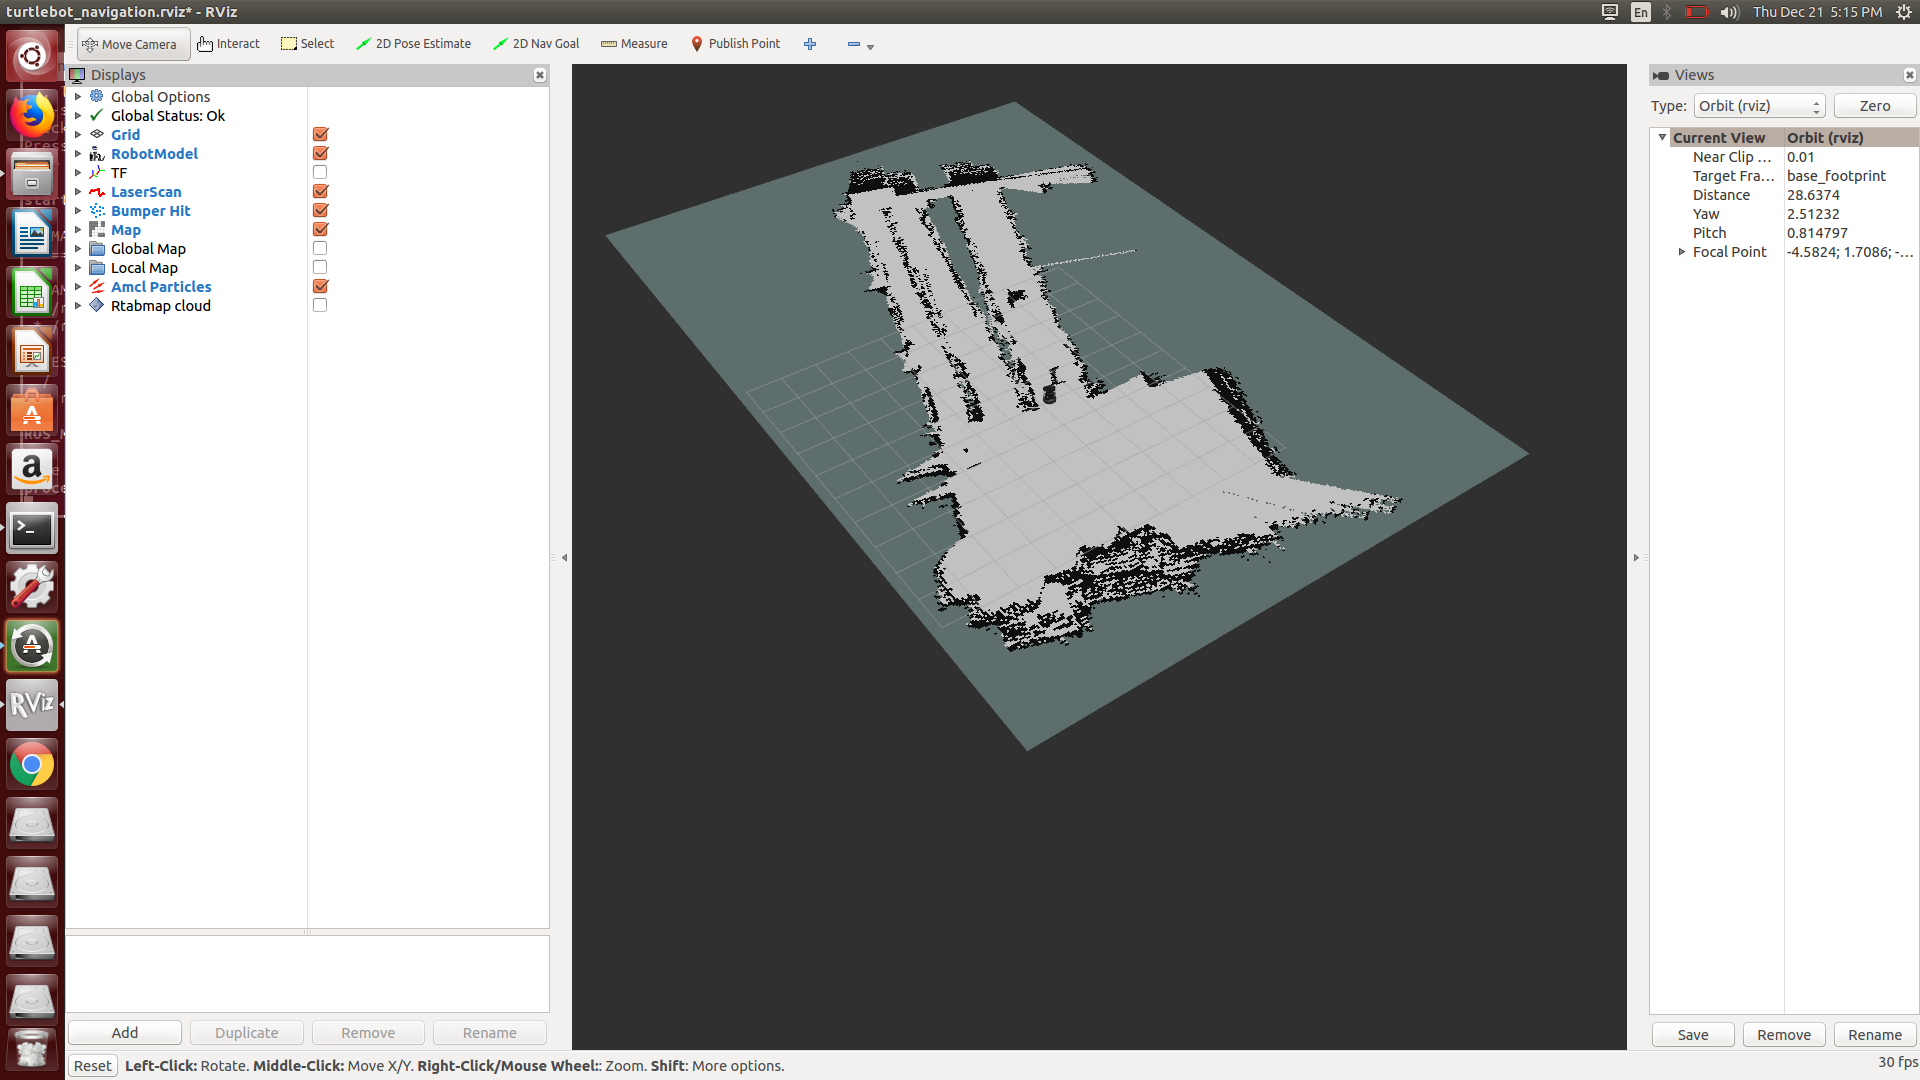 turtlebot_navigation.rviz* - RViz
En
Thu Dec 21 5:15 PM
Move Camera
Interact
Select
2D Pose Estimate
2D Nav Goal
Measure
Publish Point
Displays
Global Options
Global Status: Ok
Grid
RobotModel
TF
LaserScan
Bumper Hit
Map
Global Map
Local Map
Amcl Particles
Rtabmap cloud
Add
Duplicate
Remove
Rename
Reset
Left-Click: Rotate. Middle-Click: Move X/Y. Right-Click/Mouse Wheel:: Zoom. Shift: More options.
Views
Type: Orbit (rviz)
Zero
Current View Orbit (rviz)
Near Clip ... 0.01
Target Fra... base_footprint
Distance 28.6374
Yaw 2.51232
Pitch 0.814797
Focal Point -4.5824; 1.7086; -...
Save
Remove
Rename
30 fps
RViz
a